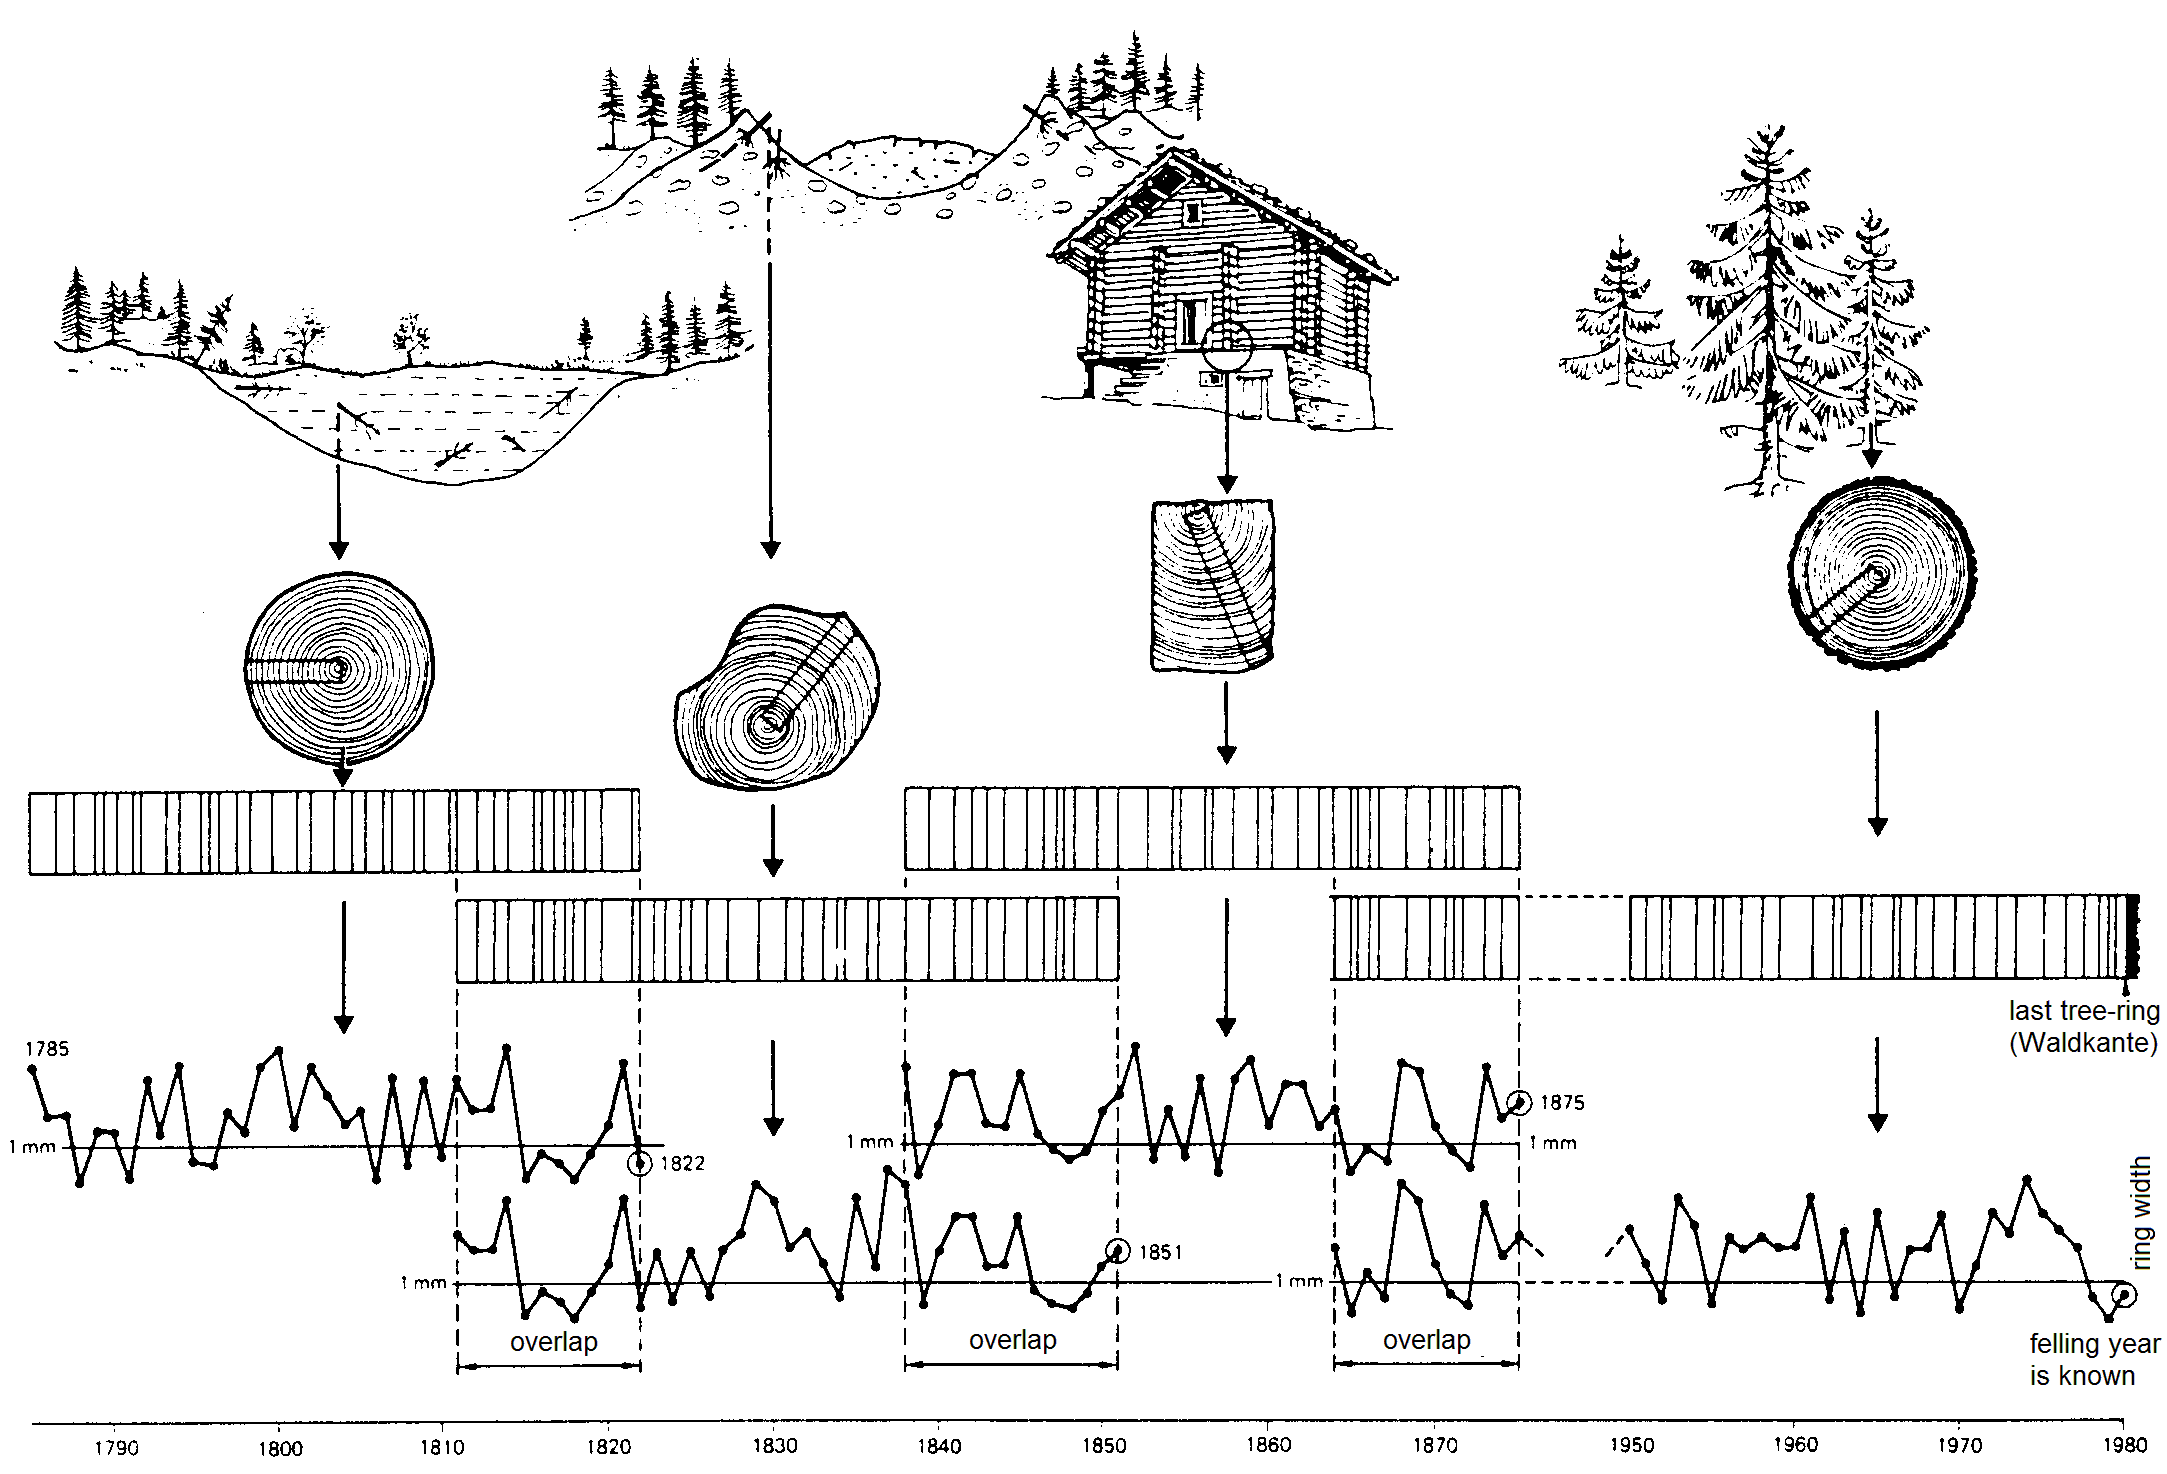 last tree-ring
(Waldkante)
1785
1875
1 mm
1 mm
1 mm
1822
ring width
1851
1 mm
1 mm
overlap
overlap
overlap
felling year
is known
1790
1800
1810
1820
1830
1840
1850
1860
1870
1950
1960
1970
1980